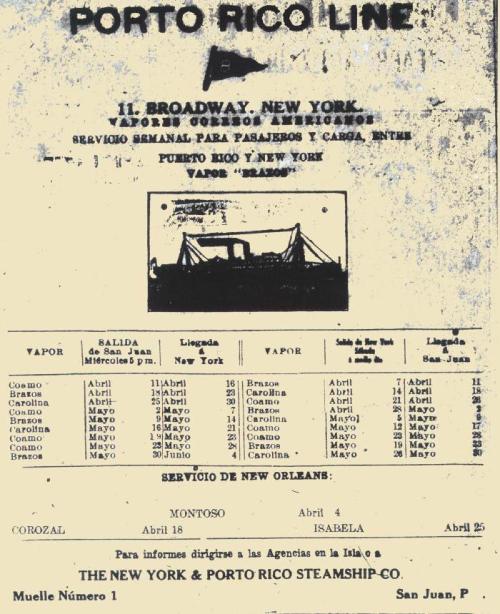 PORTO RICO LINE
11. BROADWAY, NEW YORK.
VAPORES CORREOS AMERICANOS
SERVICIO SEMANAL PARA PASAJEROS Y CARGA, ENTRE
PUERTO RICO Y NEW YORK
VAPOR "BRAZOS"
VAPOR SALIDA de San Juan Miércoles 5 p m. Llegada á New York VAPOR Salida de New York Sábado á medio día Llegada á San Juan
Coamo Abril 11 Abril 16 Brazos Abril 7 Abril 11
Brazos Abril 18 Abril 23 Carolina Abril 14 Abril 18
Carolina Abril 25 Abril 30 Coamo Abril 21 Abril 26
Coamo Mayo 2 Mayo 7 Brazos Abril 28 Mayo
Brazos Mayo 9 Mayo 14 Carolina Mayo 5 Mayo
Carolina Mayo 16 Mayo 21 Coamo Mayo 12 Mayo 17
Coamo Mayo Mayo 23 Coamo Mayo 23 Mayo 28
Coamo Mayo 23 Mayo 28 Brazos Mayo 19 Mayo 23
Brazos Mayo 30 Junio 4 Carolina Mayo 26 Mayo 30
SERVICIO DE NEW ORLEANS:
MONTOSO Abril 4
COROZAL Abril 18 ISABELA Abril 25
Para informes dirigirse a las Agencias en la Isla o a
THE NEW YORK & PORTO RICO STEAMSHIP CO.
Muelle Número 1 San Juan, P